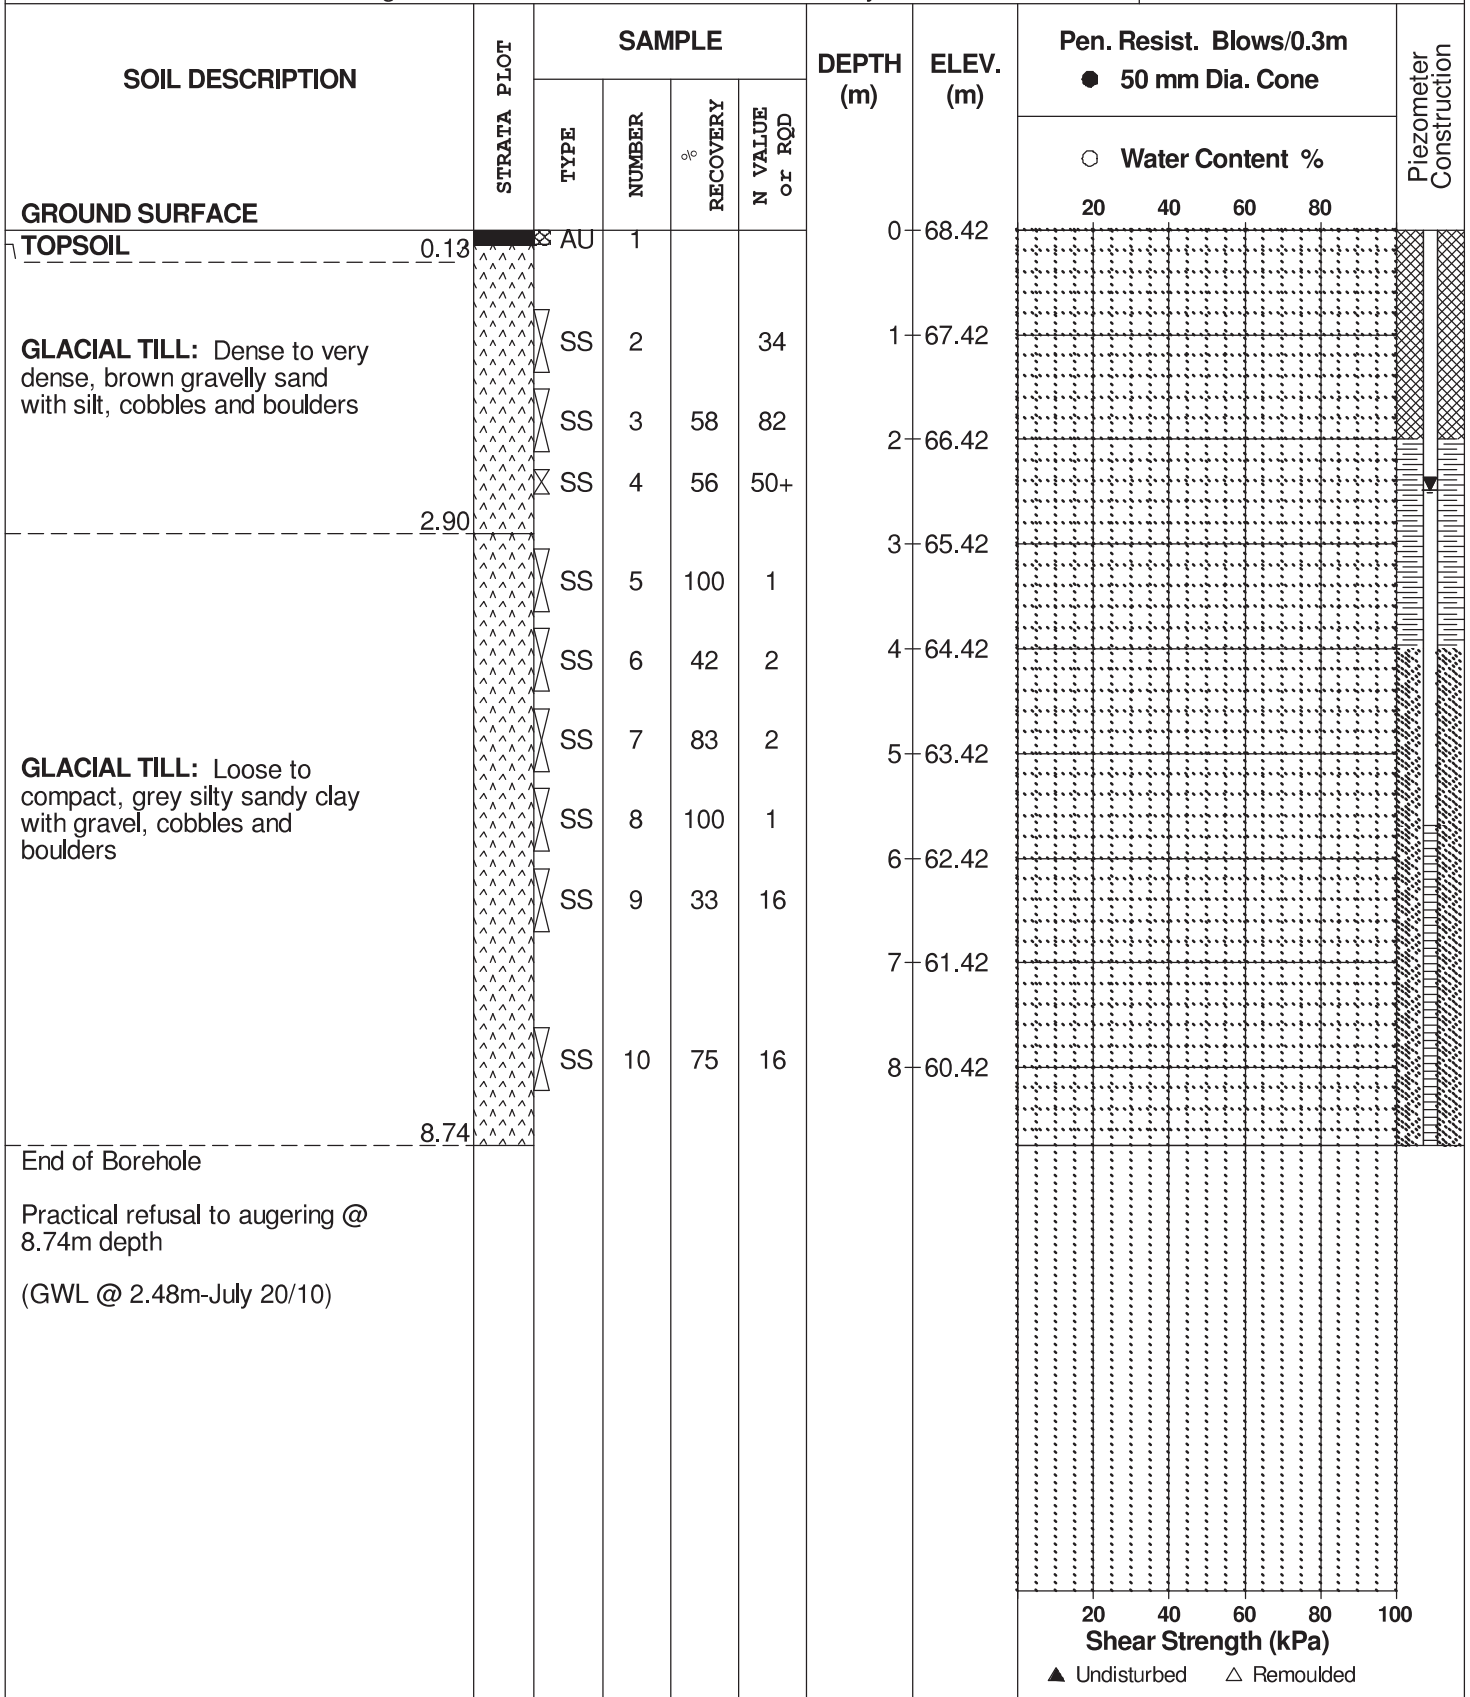 SOIL DESCRIPTION
GROUND SURFACE
STRATA PLOT
SAMPLE
TYPE
NUMBER
% RECOVERY
N VALUE or RQD
DEPTH (m)
ELEV. (m)
Pen. Resist. Blows/0.3m
● 50 mm Dia. Cone
○ Water Content %
20 40 60 80
Piezometer Construction
TOPSOIL 0.13 AU 1
0 68.42
GLACIAL TILL: Dense to very
dense, brown gravelly sand
with silt, cobbles and boulders
SS 2 34
1 67.42
SS 3 58 82
2 66.42
SS 4 56 50+
2.90
3 65.42
SS 5 100 1
SS 6 42 2
4 64.42
SS 7 83 2
5 63.42
GLACIAL TILL: Loose to
compact, grey silty sandy clay
with gravel, cobbles and
boulders
SS 8 100 1
6 62.42
SS 9 33 16
7 61.42
SS 10 75 16
8 60.42
8.74
End of Borehole
Practical refusal to augering @
8.74m depth
(GWL @ 2.48m-July 20/10)
20 40 60 80 100
Shear Strength (kPa)
▲ Undisturbed △ Remoulded